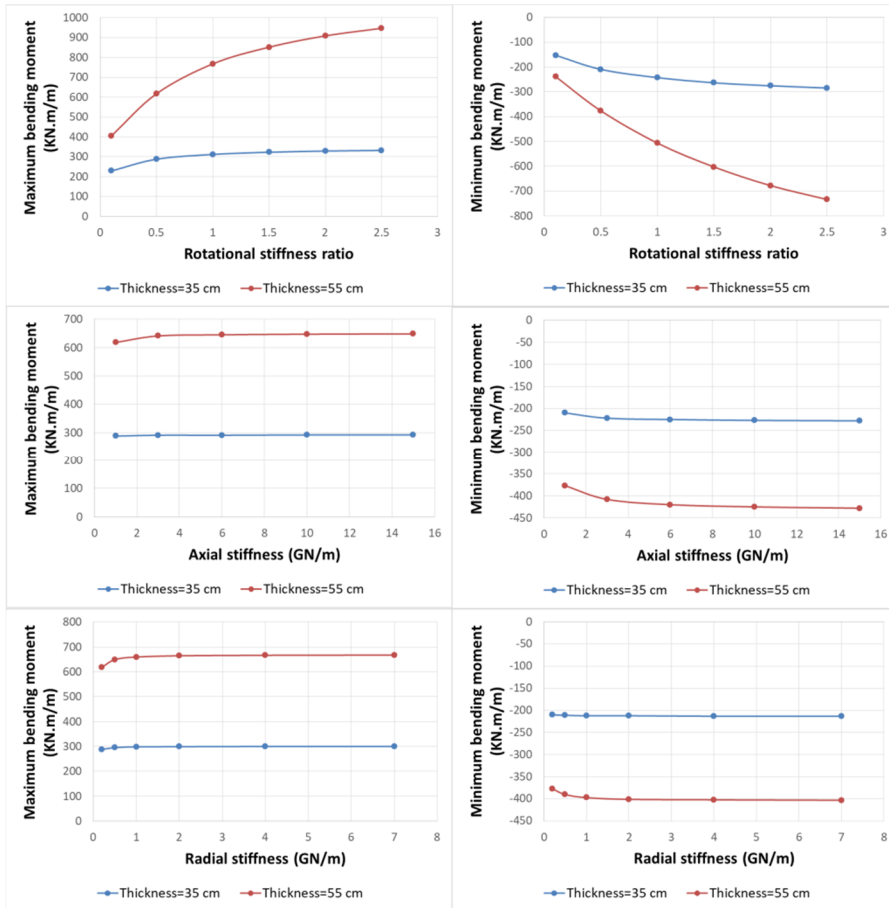 Maximum bending moment
(KN.m/m)
1000
900
800
700
600
500
400
300
200
100
0
0 0.5 1 1.5 2 2.5 3
Rotational stiffness ratio
Thickness=35 cm Thickness=55 cm
Minimum bending moment
(KN.m/m)
0
-100
-200
-300
-400
-500
-600
-700
-800
0 0.5 1 1.5 2 2.5 3
Rotational stiffness ratio
Thickness=35 cm Thickness=55 cm
Maximum bending moment
(KN.m/m)
700
600
500
400
300
200
100
0
0 2 4 6 8 10 12 14 16
Axial stiffness (GN/m)
Thickness=35 cm Thickness=55 cm
Minimum bending moment
(KN.m/m)
0
-50
-100
-150
-200
-250
-300
-350
-400
-450
0 2 4 6 8 10 12 14 16
Axial stiffness (GN/m)
Thickness=35 cm Thickness=55 cm
Maximum bending moment
(KN.m/m)
800
700
600
500
400
300
200
100
0
0 1 2 3 4 5 6 7 8
Radial stiffness (GN/m)
Thickness=35 cm Thickness=55 cm
Minimum bending moment
(KN.m/m)
0
-50
-100
-150
-200
-250
-300
-350
-400
-450
0 1 2 3 4 5 6 7 8
Radial stiffness (GN/m)
Thickness=35 cm Thickness=55 cm